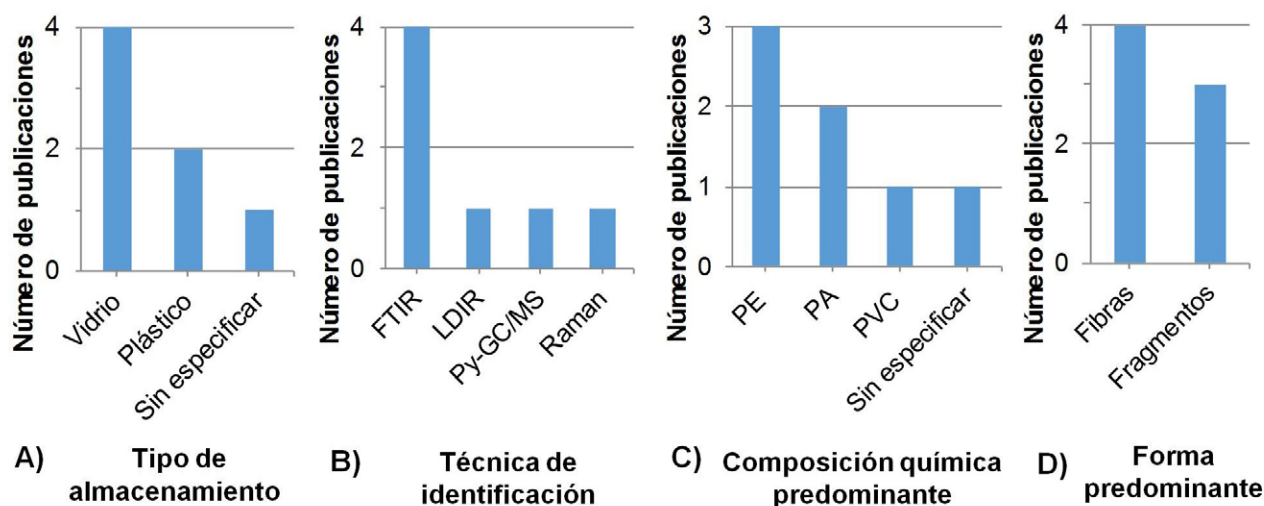 Número de publicaciones
4
2
0
Vidrio
Plástico
Sin especificar
A) Tipo de
almacenamiento
Número de publicaciones
4
2
0
FTIR
LDIR
Py-GC/MS
Raman
B) Técnica de
identificación
Número de publicaciones
3
2
1
0
PE
PA
PVC
Sin especificar
C) Composición química
predominante
Número de publicaciones
4
2
0
Fibras
Fragmentos
D) Forma
predominante